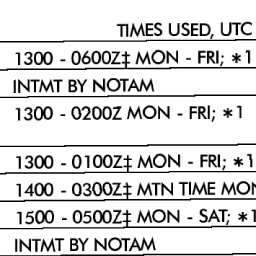 TIMES USED, UTC
1300 - 0600Z‡ MON - FRI; *1
INTMT BY NOTAM
1300 - 0200Z MON - FRI; *1
1300 - 0100Z‡ MON - FRI; *1
1400 - 0300Z‡ MTN TIME MON
1500 - 0500Z‡ MON - SAT; *1
INTMT BY NOTAM